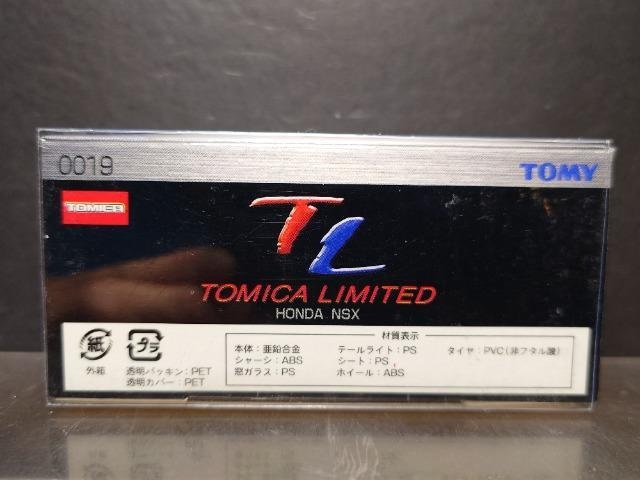 0019
TOMY
TOMICA
TL
TOMICA LIMITED
HONDA NSX
材質表示
紙
外箱
プラ
透明パッキン：PET
透明カバー：PET
本体：亜鉛合金
シャーシ：ABS
窓ガラス：PS
テールライト：PS
シート：PS
ホイール：ABS
タイヤ：PVC（非フタル酸）